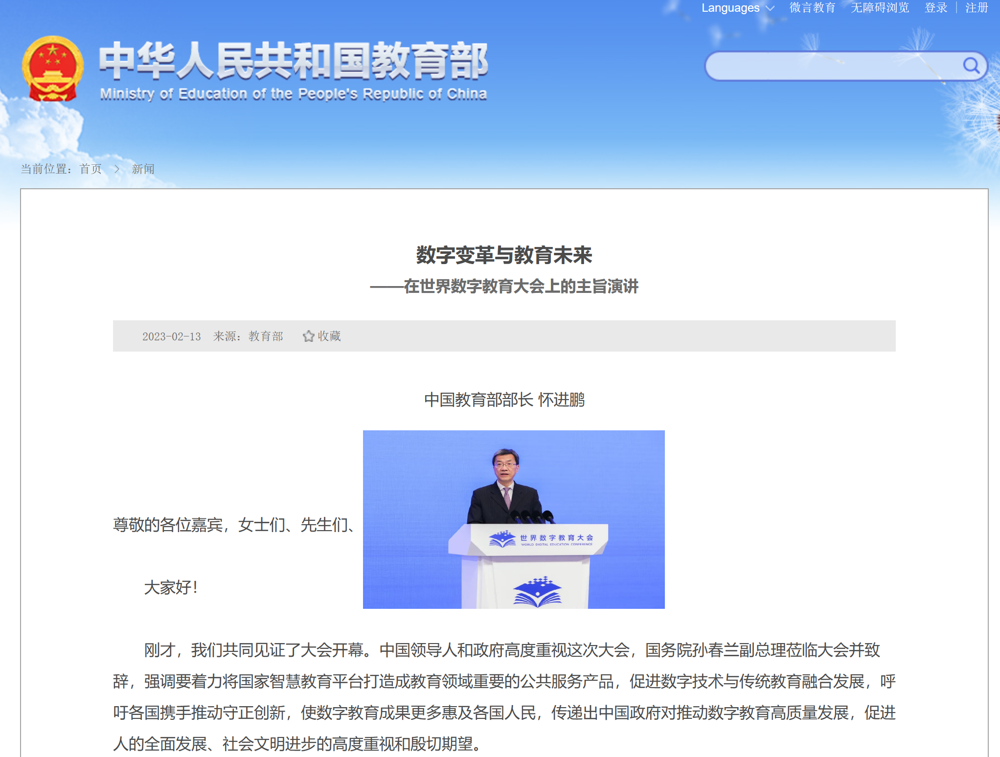 Languages 微言教育 无障碍浏览 登录 注册
中华人民共和国教育部
Ministry of Education of the People's Republic of China
当前位置：首页 > 新闻
数字变革与教育未来
——在世界数字教育大会上的主旨演讲
2023-02-13 来源：教育部 收藏
中国教育部部长 怀进鹏
世界数字教育大会
WORLD DIGITAL EDUCATION CONFERENCE
尊敬的各位嘉宾，女士们、先生们、
大家好！
刚才，我们共同见证了大会开幕。中国领导人和政府高度重视这次大会，国务院孙春兰副总理莅临大会并致
辞，强调要着力将国家智慧教育平台打造成教育领域重要的公共服务产品，促进数字技术与传统教育融合发展，呼
吁各国携手推动守正创新，使数字教育成果更多惠及各国人民，传递出中国政府对推动数字教育高质量发展，促进
人的全面发展、社会文明进步的高度重视和殷切期望。